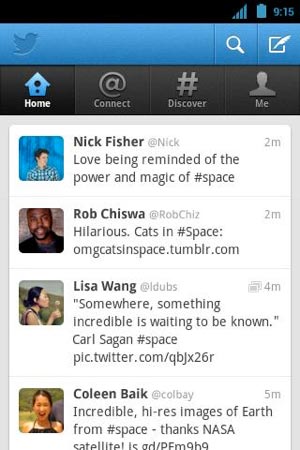 9:15
Home
@
Connect
#
Discover
Me
Nick Fisher @Nick 2m
Love being reminded of the
power and magic of #space
Rob Chiswa @RobChiz 2m
Hilarious. Cats in #Space:
omgcatsinspace.tumblr.com
Lisa Wang @ldubs 4m
"Somewhere, something
incredible is waiting to be known."
Carl Sagan #space
pic.twitter.com/qbJx26r
Coleen Baik @colbay 5m
Incredible, hi-res images of Earth
from #space - thanks NASA
satellite! is.gd/PEm9b9